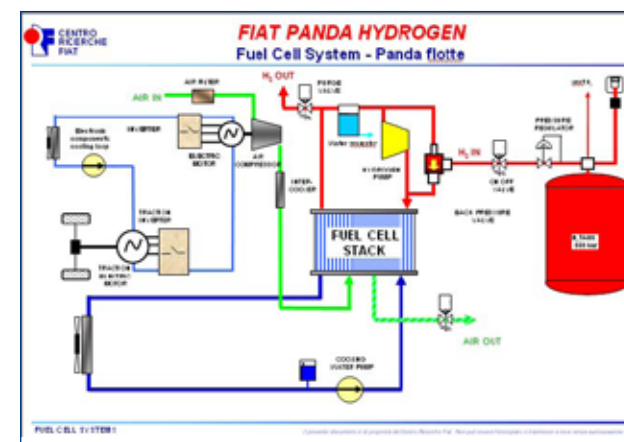 CENTRO
RICERCHE
FIAT
FIAT PANDA HYDROGEN
Fuel Cell System - Panda flotte
AIR FILTER
AIR IN
H₂ OUT
PURGE
VALVE
PRESSURE
REGULATOR
Electronic
components
cooling loop
INVERTER
ELECTRIC
MOTOR
AIR
COMPRESSOR
HYDROGEN
PUMP
H₂ IN
ON OFF
VALVE
INTER-
COOLER
BACK PRESSURE
VALVE
TRACTION
INVERTER
FUEL CELL
STACK
TRACTION
ELECTRIC
MOTOR
AIR OUT
COOLING
WATER PUMP
FUEL CELL SYSTEMS